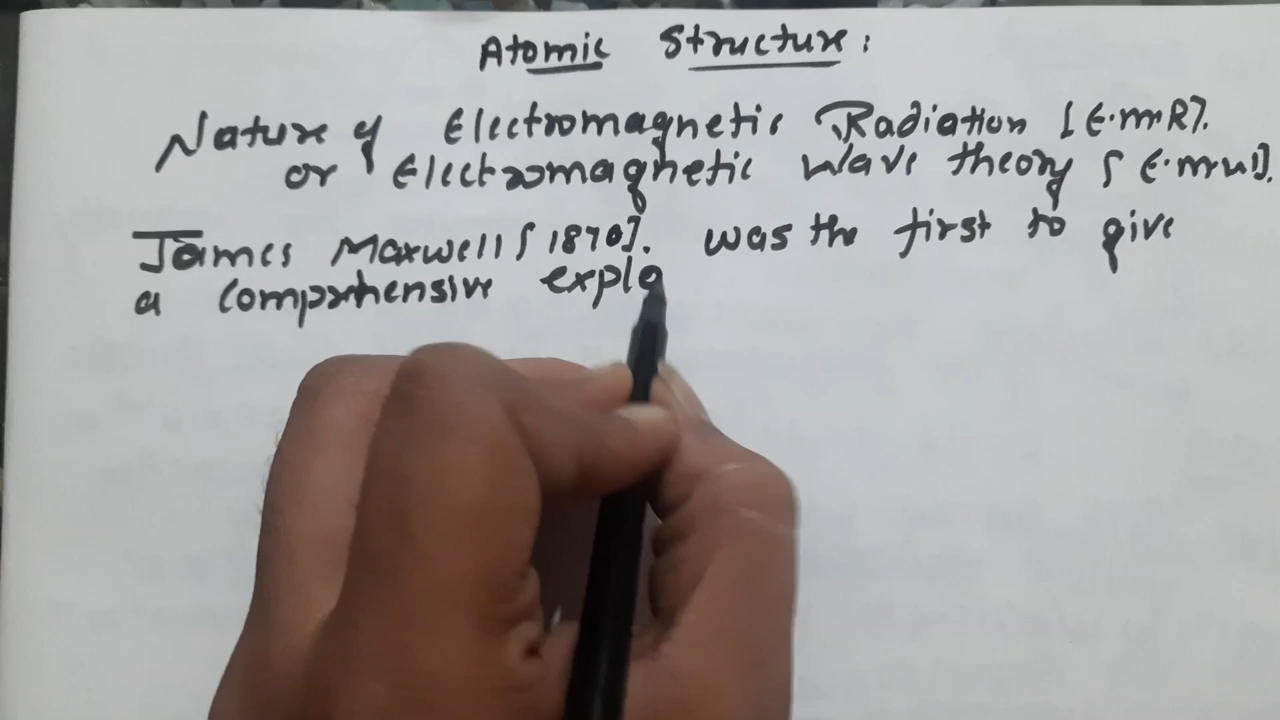 Atomic Structure:
Nature of Electromagnetic Radiation [E.m.R].
or Electromagnetic Wave theory [E.m.w].
James Maxwell [1870]. was the first to give
a comprehensive expla